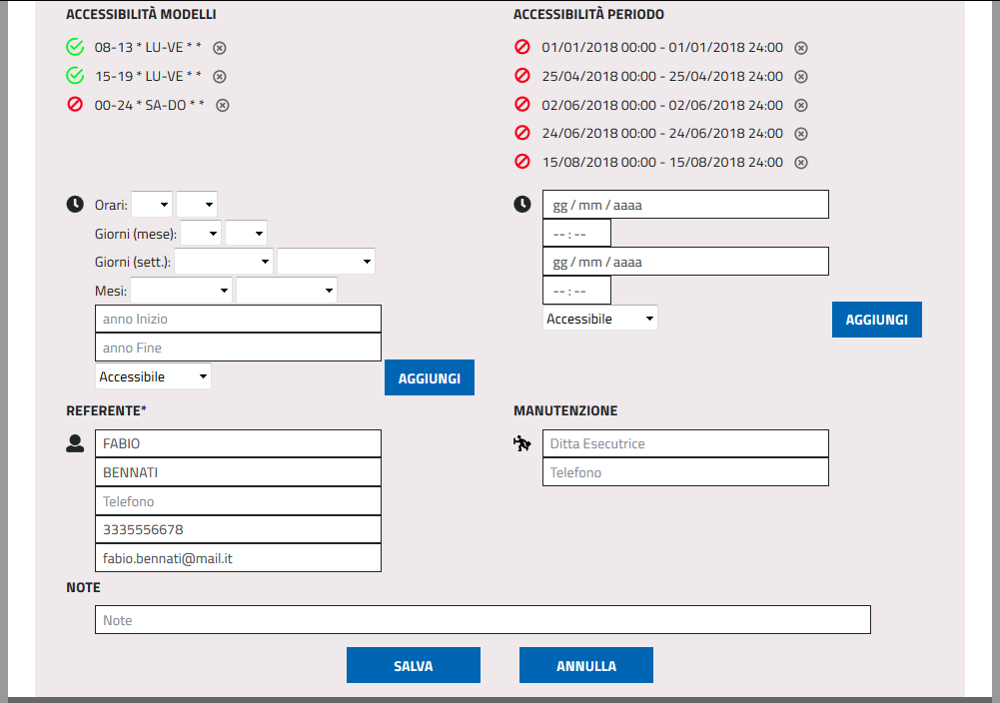 ACCESSIBILITÀ MODELLI
08-13 * LU-VE * *
15-19 * LU-VE * *
00-24 * SA-DO * *
Orari:
Giorni (mese):
Giorni (sett.):
Mesi:
anno Inizio
anno Fine
Accessibile
AGGIUNGI
ACCESSIBILITÀ PERIODO
01/01/2018 00:00 - 01/01/2018 24:00
25/04/2018 00:00 - 25/04/2018 24:00
02/06/2018 00:00 - 02/06/2018 24:00
24/06/2018 00:00 - 24/06/2018 24:00
15/08/2018 00:00 - 15/08/2018 24:00
gg / mm / aaaa
-- : --
gg / mm / aaaa
-- : --
Accessibile
AGGIUNGI
REFERENTE*
FABIO
BENNATI
Telefono
3335556678
fabio.bennati@mail.it
MANUTENZIONE
Ditta Esecutrice
Telefono
NOTE
Note
SALVA
ANNULLA